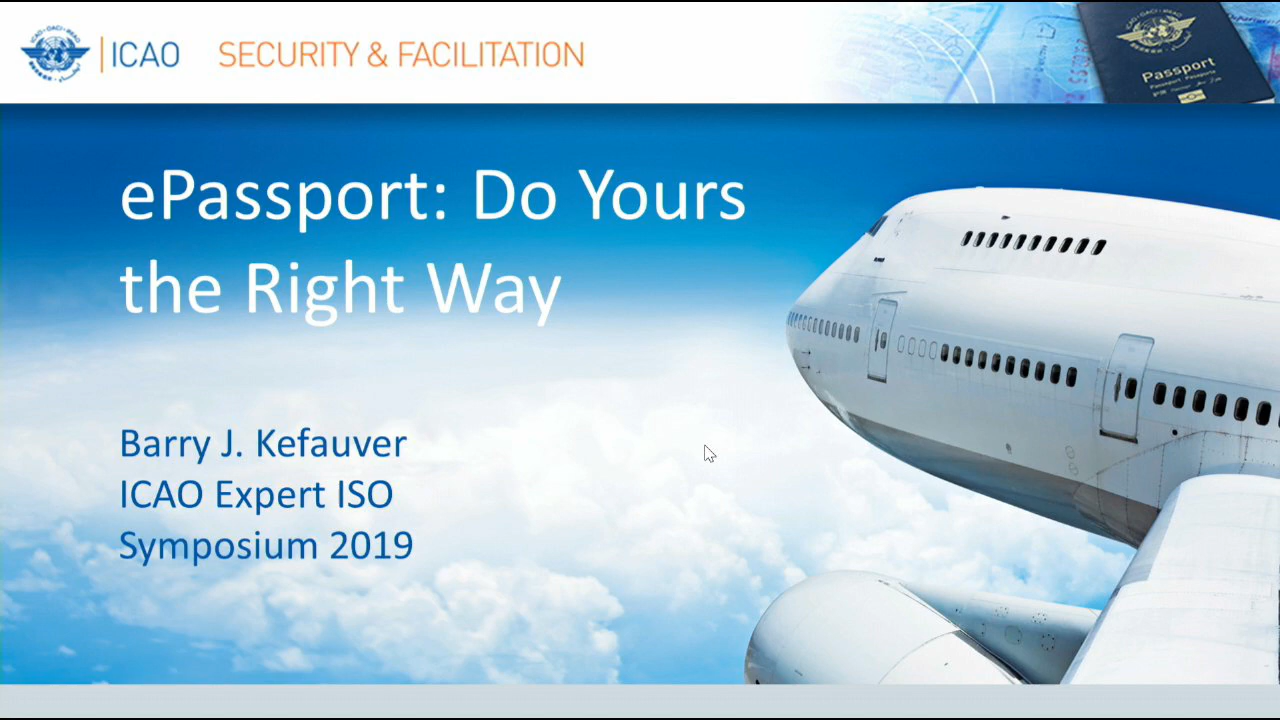 ICAO
SECURITY & FACILITATION
Passport
ePassport: Do Yours
the Right Way
Barry J. Kefauver
ICAO Expert ISO
Symposium 2019